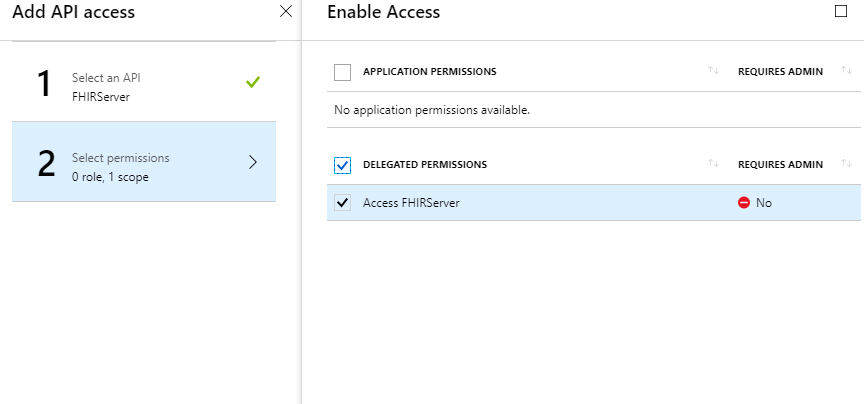 Add API access
1
Select an API
FHIRServer
2
Select permissions
0 role, 1 scope
Enable Access
APPLICATION PERMISSIONS REQUIRES ADMIN
No application permissions available.
DELEGATED PERMISSIONS REQUIRES ADMIN
Access FHIRServer No